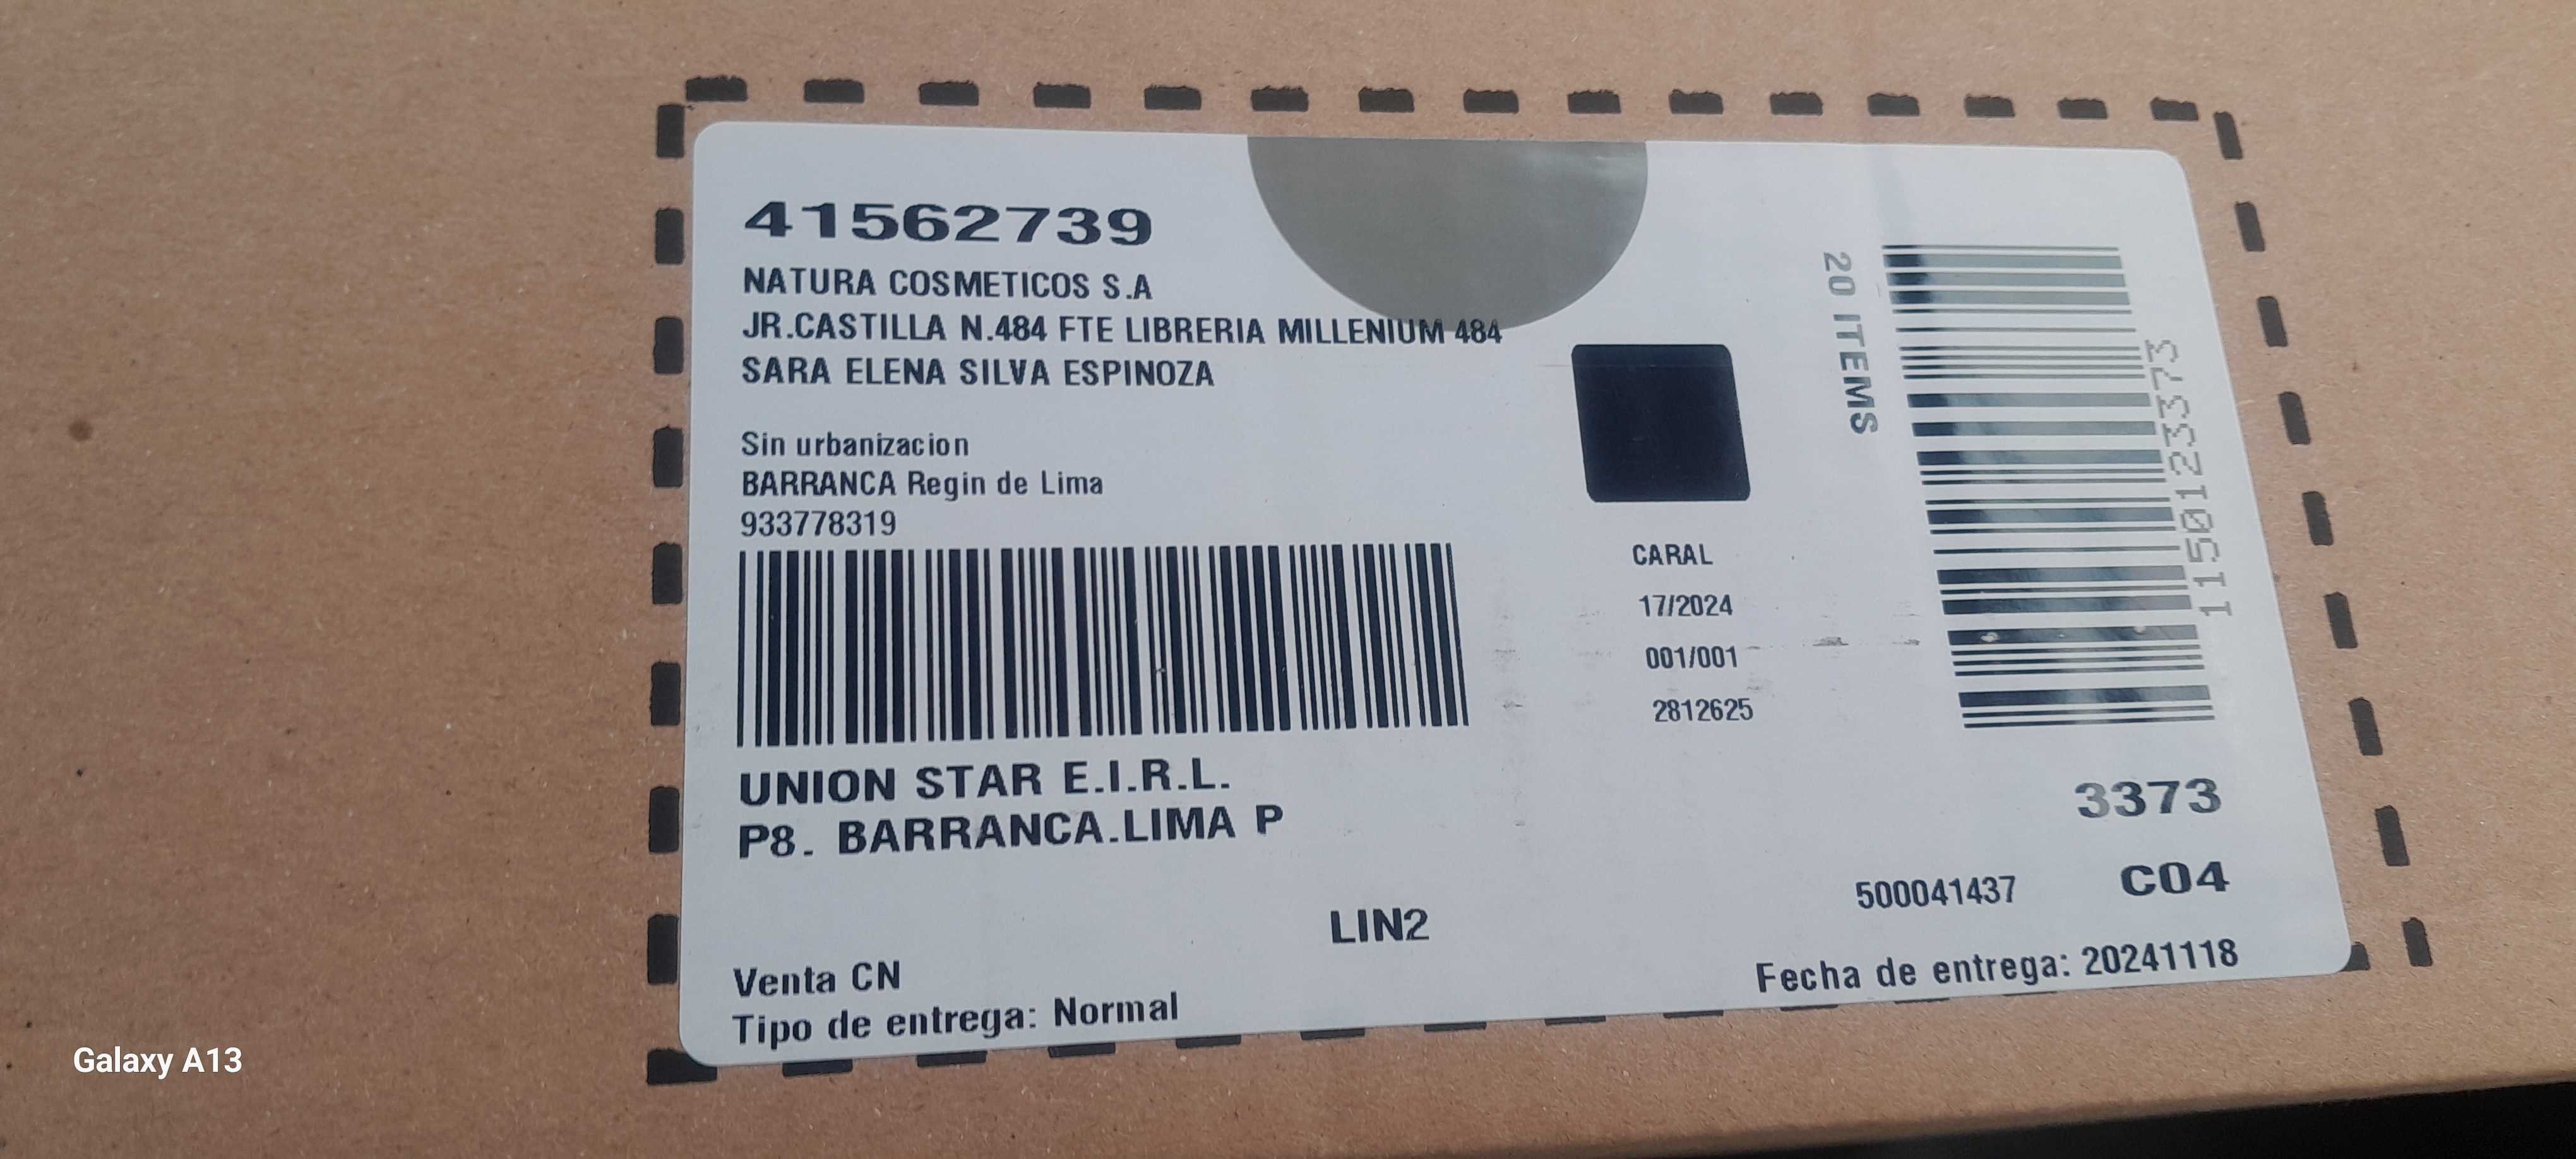 41562739
NATURA COSMETICOS S.A
JR.CASTILLA N.484 FTE LIBRERIA MILLENIUM 484
SARA ELENA SILVA ESPINOZA
Sin urbanizacion
BARRANCA Regin de Lima
933778319
UNION STAR E.I.R.L.
P8. BARRANCA.LIMA P
LIN2
Venta CN
Tipo de entrega: Normal
CARAL
17/2024
001/001
2812625
20 ITEMS
1150123373
3373
500041437 C04
Fecha de entrega: 20241118
Galaxy A13